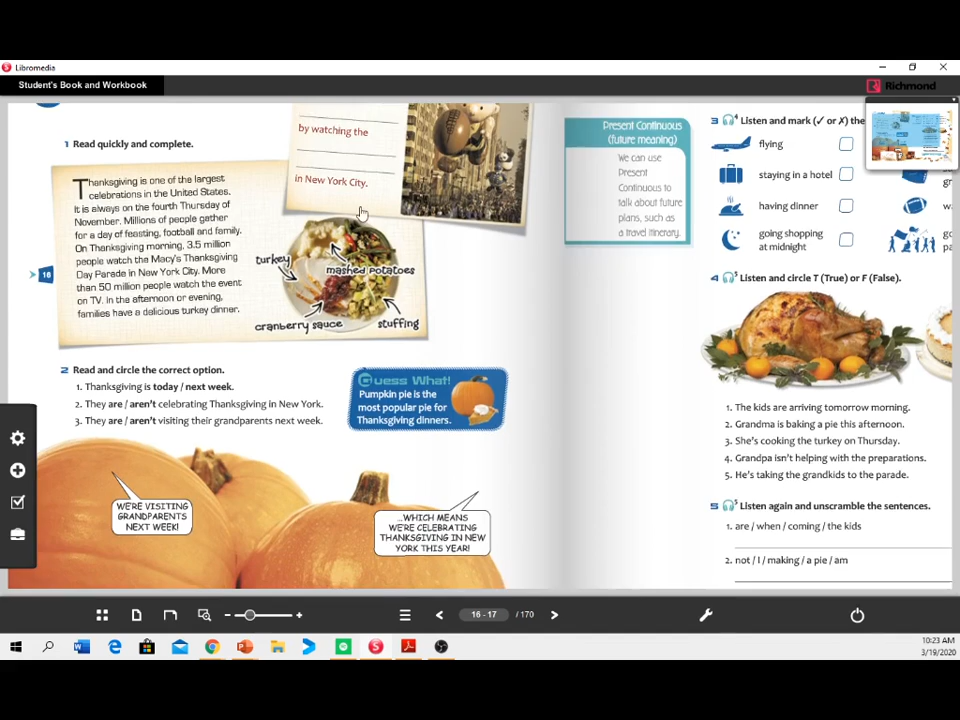 Libromedia
Student's Book and Workbook
Richmond
1 Read quickly and complete.
by watching the
in New York City.
Thanksgiving is one of the largest
celebrations in the United States.
It is always on the fourth Thursday of
November. Millions of people gather
for a day of feasting, football and family.
On Thanksgiving morning, 3.5 million
people watch the Macy's Thanksgiving
Day Parade in New York City. More
than 50 million people watch the event
on TV. In the afternoon or evening,
families have a delicious turkey dinner.
16
turkey
mashed potatoes
cranberry sauce
stuffing
2 Read and circle the correct option.
1. Thanksgiving is today / next week.
2. They are / aren't celebrating Thanksgiving in New York.
3. They are / aren't visiting their grandparents next week.
Guess What!
Pumpkin pie is the
most popular pie for
Thanksgiving dinners.
WE'RE VISITING
GRANDPARENTS
NEXT WEEK!
...WHICH MEANS
WE'RE CELEBRATING
THANKSGIVING IN NEW
YORK THIS YEAR!
Present Continuous
(future meaning)
We can use
Present
Continuous to
talk about future
plans, such as
a travel itinerary.
3 4 Listen and mark (✓ or ✗) the
flying
staying in a hotel
having dinner
going shopping
at midnight
4 5 Listen and circle T (True) or F (False).
1. The kids are arriving tomorrow morning.
2. Grandma is baking a pie this afternoon.
3. She's cooking the turkey on Thursday.
4. Grandpa isn't helping with the preparations.
5. He's taking the grandkids to the parade.
5 5 Listen again and unscramble the sentences.
1. are / when / coming / the kids
2. not / I / making / a pie / am
16 - 17 / 170
10:23 AM
3/19/2020